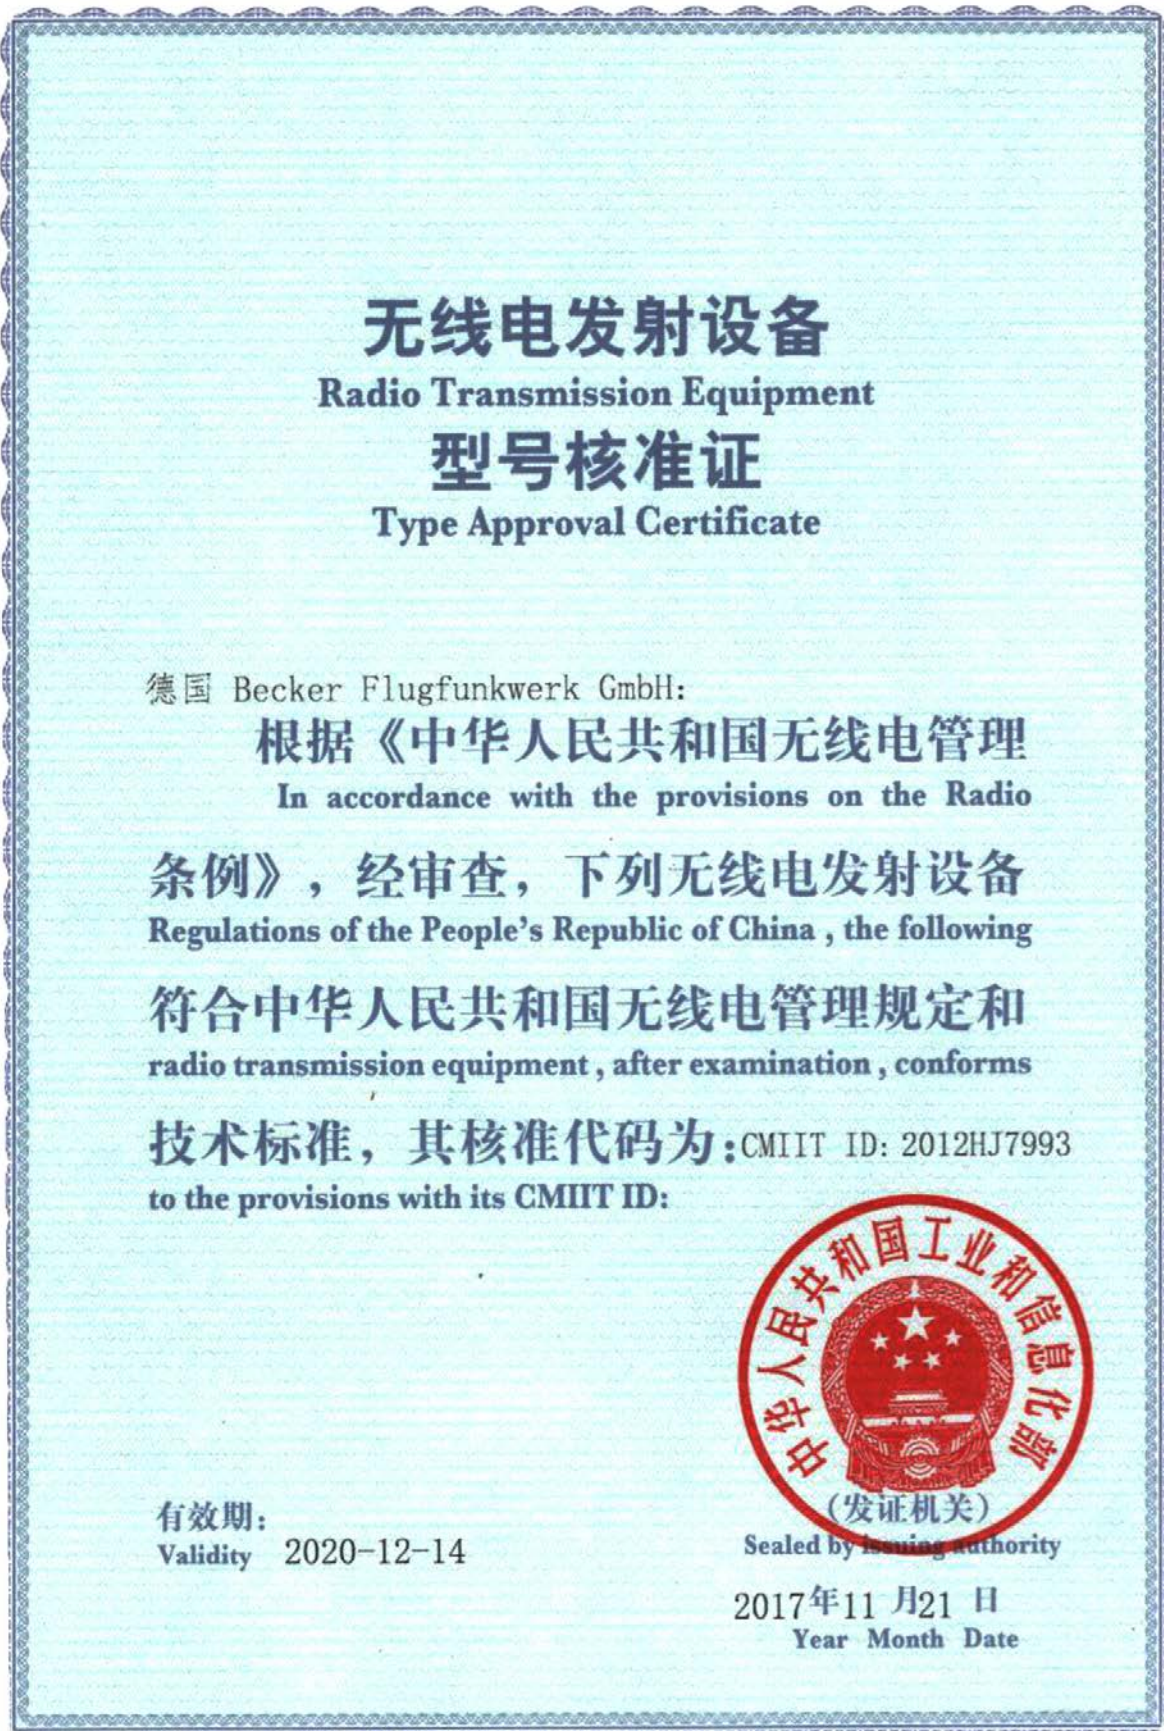 无线电发射设备
Radio Transmission Equipment
型号核准证
Type Approval Certificate
德国 Becker Flugfunkwerk GmbH:
根据《中华人民共和国无线电管理
In accordance with the provisions on the Radio
条例》，经审查，下列无线电发射设备
Regulations of the People's Republic of China , the following
符合中华人民共和国无线电管理规定和
radio transmission equipment , after examination , conforms
技术标准，其核准代码为:CMIIT ID: 2012HJ7993
to the provisions with its CMIIT ID:
中华人民共和国工业和信息化部
有效期:
Validity 2020-12-14
（发证机关）
Sealed by issuing authority
2017年11月21日
Year Month Date